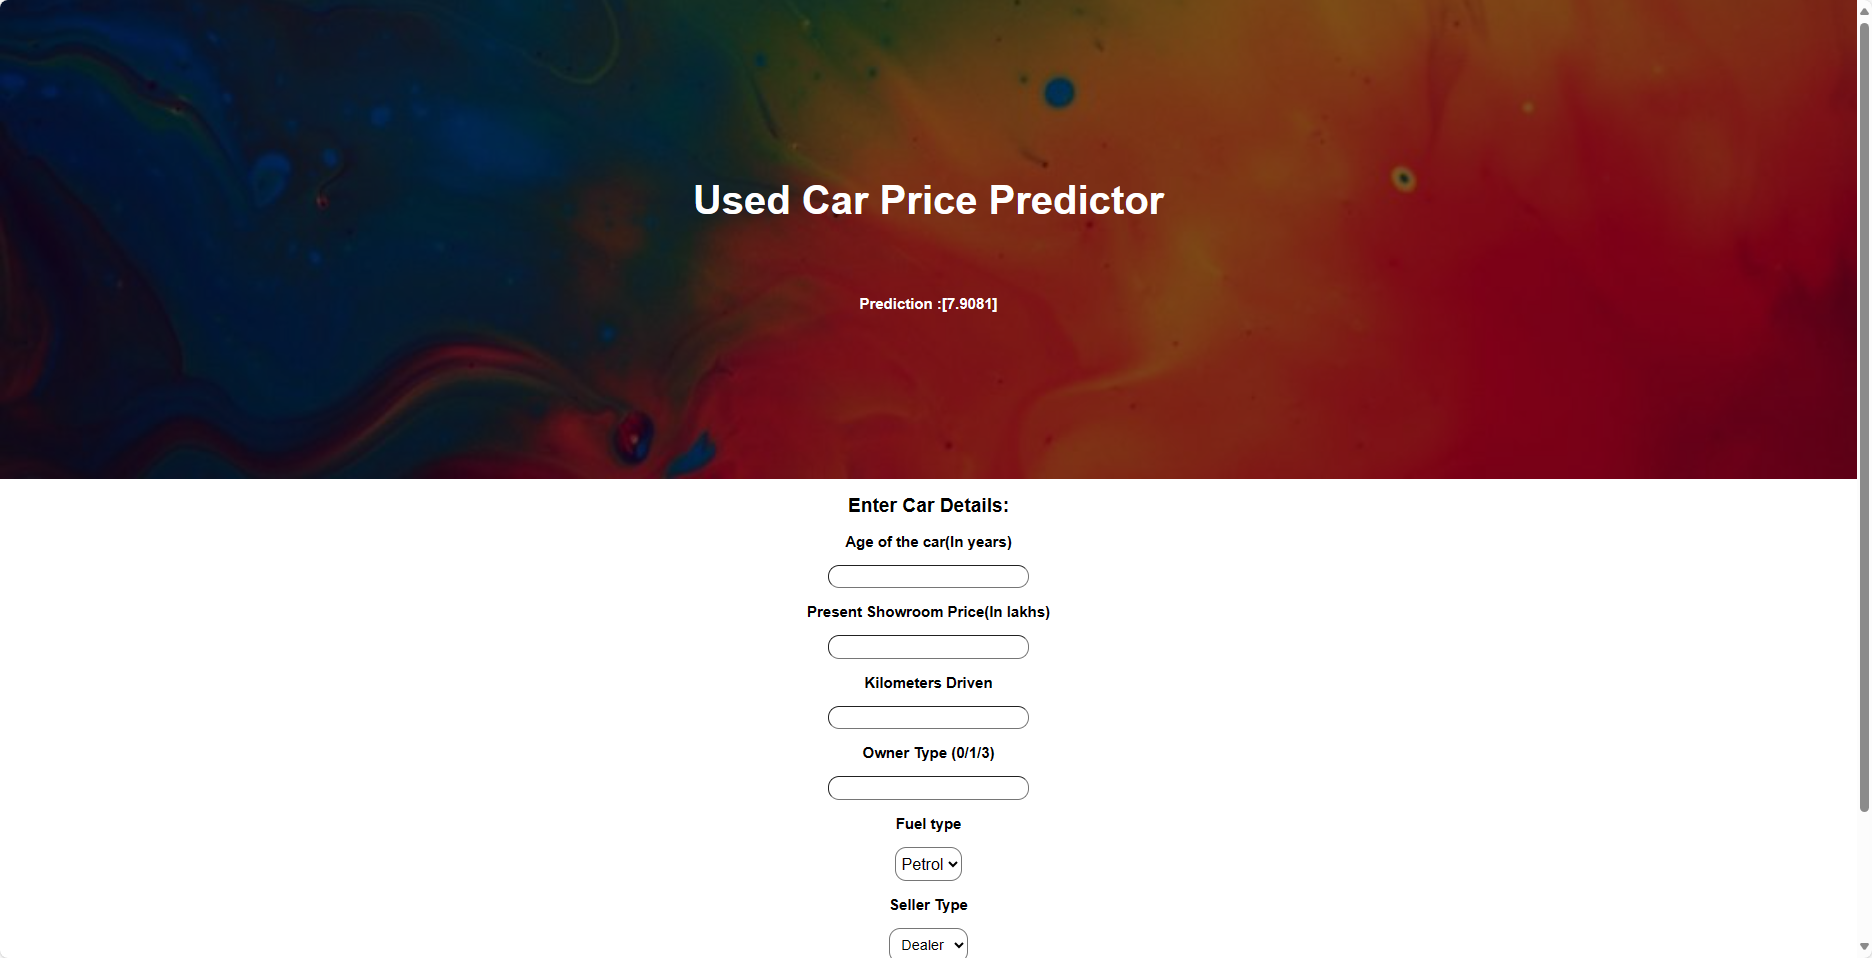 Used Car Price Predictor
Prediction :[7.9081]
Enter Car Details:
Age of the car(In years)
Present Showroom Price(In lakhs)
Kilometers Driven
Owner Type (0/1/3)
Fuel type
Petrol
Seller Type
Dealer